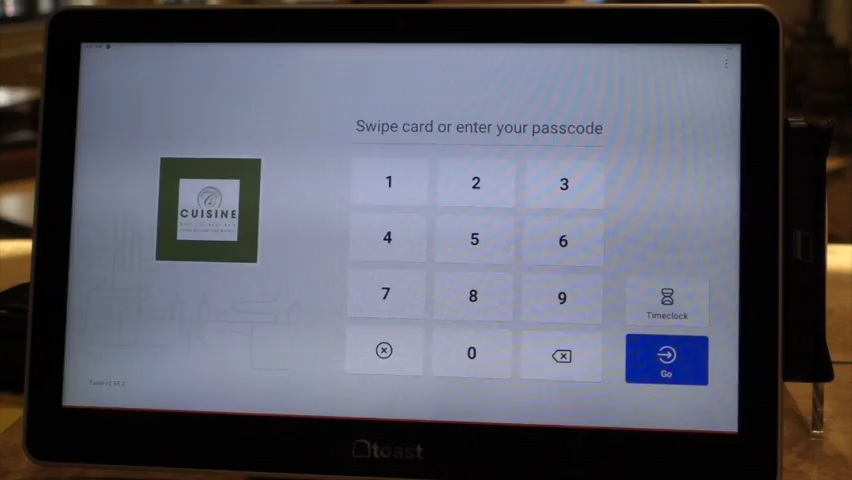 Swipe card or enter your passcode
CUISINE
1 2 3
4 5 6
7 8 9
0
Timeclock
Go
toast